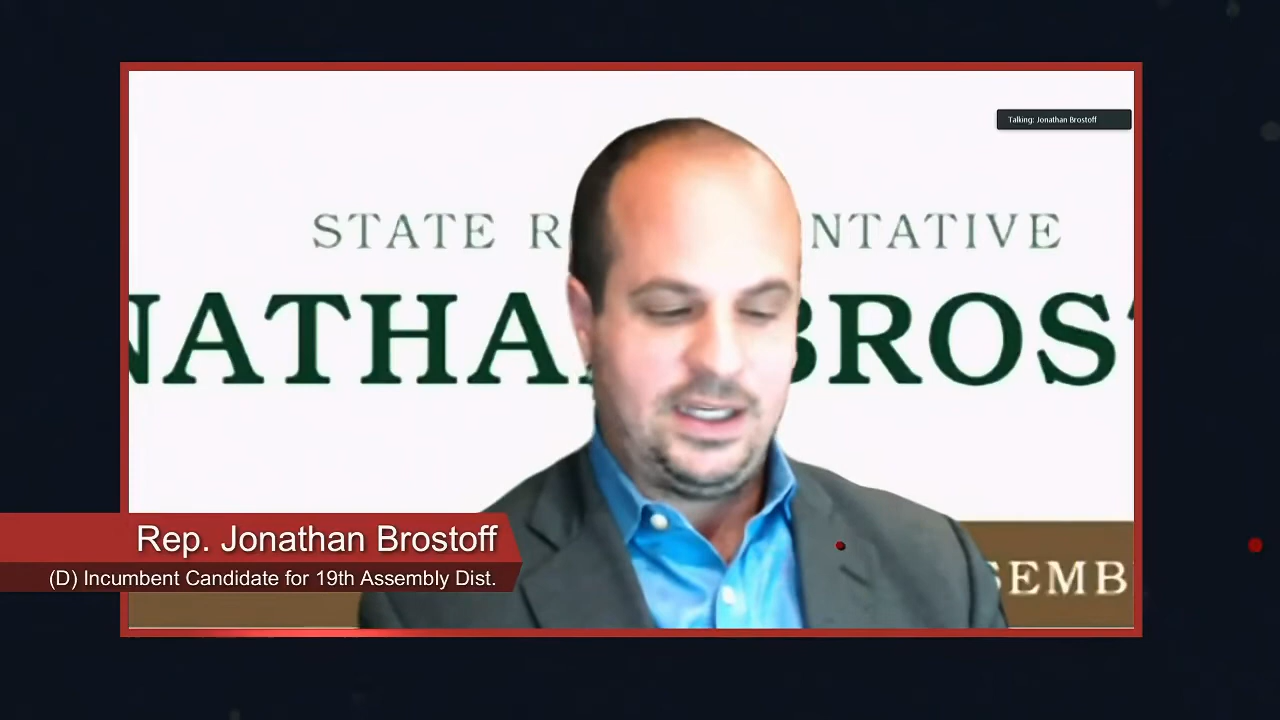 Talking: Jonathan Brostoff
STATE R NTATIVE
NATHA BROST
Rep. Jonathan Brostoff
(D) Incumbent Candidate for 19th Assembly Dist.
SEMB